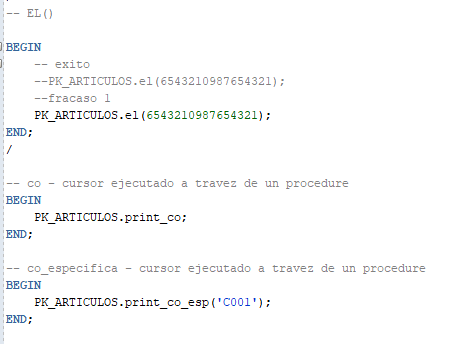 -- EL()
BEGIN
-- exito
--PK_ARTICULOS.el(6543210987654321);
--fracaso 1
PK_ARTICULOS.el(6543210987654321);
END;
/
-- co - cursor ejecutado a travez de un procedure
BEGIN
PK_ARTICULOS.print_co;
END;
-- co_especifica - cursor ejecutado a travez de un procedure
BEGIN
PK_ARTICULOS.print_co_esp('C001');
END;